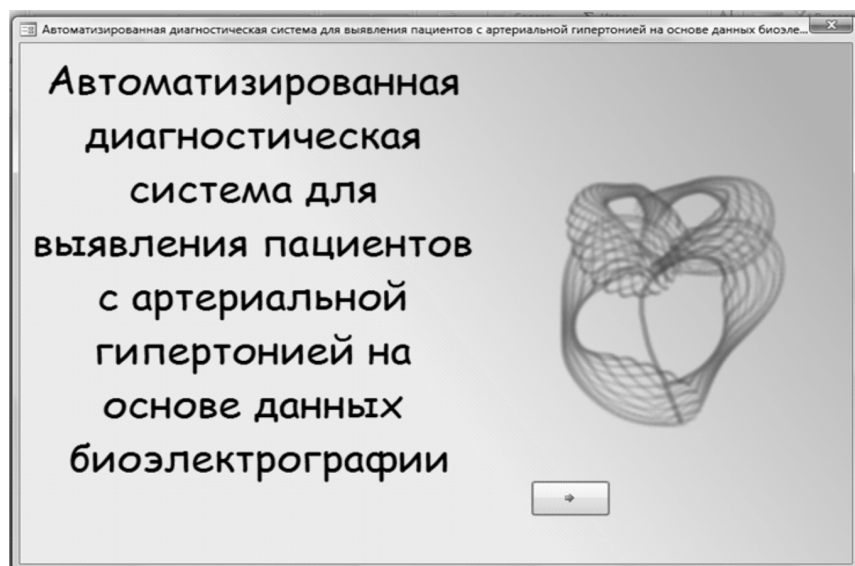 Автоматизированная диагностическая система для выявления пациентов с артериальной гипертонией на основе данных биоэле...
Автоматизированная
диагностическая
система для
выявления пациентов
с артериальной
гипертонией на
основе данных
биоэлектрографии